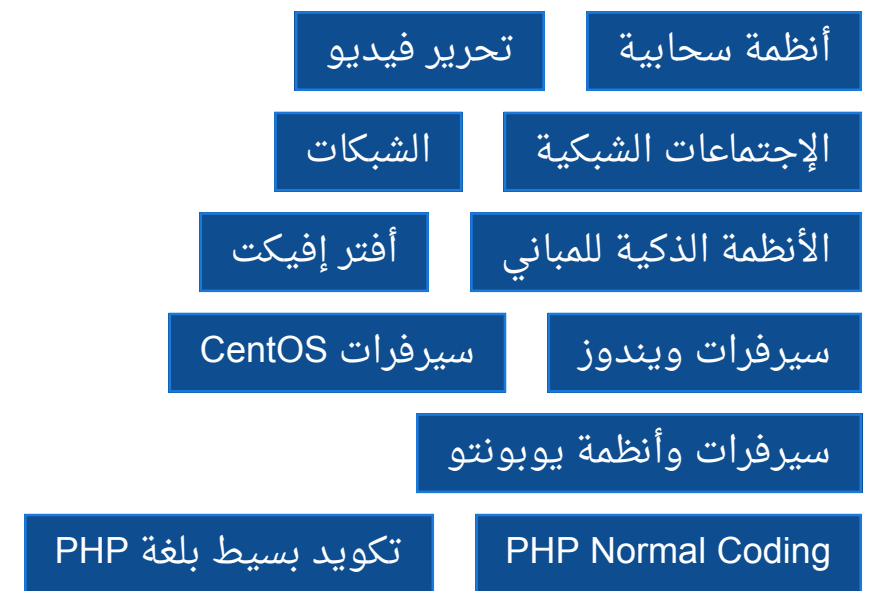 أنظمة سحابية
تحرير فيديو
الإجتماعات الشبكية
الشبكات
الأنظمة الذكية للمباني
أفتر إفيكت
سيرفرات ويندوز
سيرفرات CentOS
سيرفرات وأنظمة يوبونتو
PHP Normal Coding
تكويد بسيط بلغة PHP